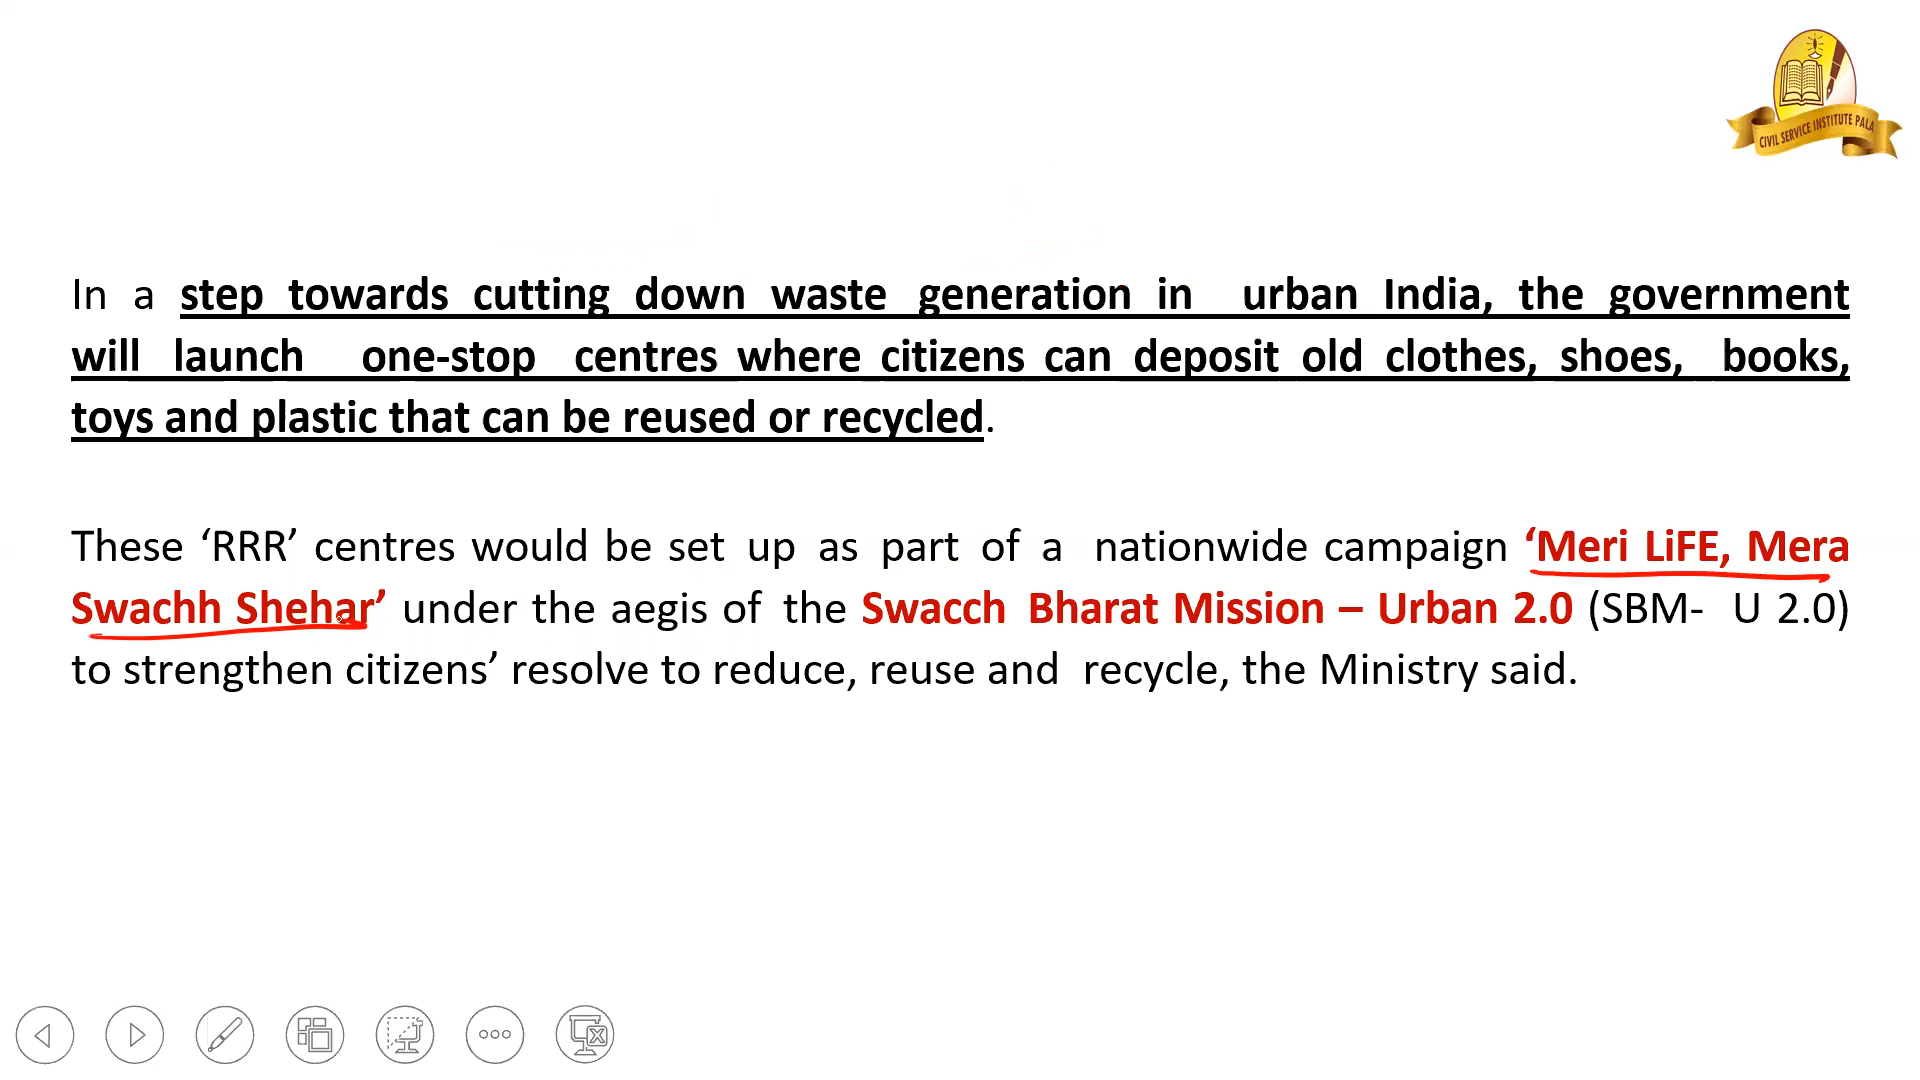 CIVIL SERVICE INSTITUTE PALA
In a step towards cutting down waste generation in urban India, the government
will launch one-stop centres where citizens can deposit old clothes, shoes, books,
toys and plastic that can be reused or recycled.
These ‘RRR’ centres would be set up as part of a nationwide campaign ‘Meri LiFE, Mera
Swachh Shehar’ under the aegis of the Swacch Bharat Mission – Urban 2.0 (SBM- U 2.0)
to strengthen citizens’ resolve to reduce, reuse and recycle, the Ministry said.